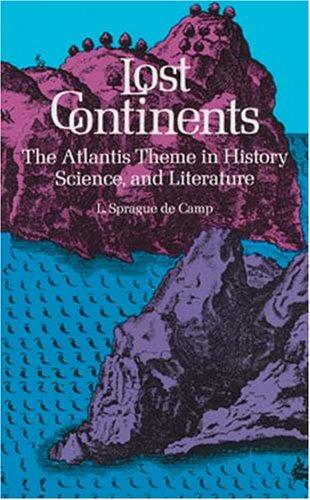 Lost
Continents
The Atlantis Theme in History
Science, and Literature
L. Sprague de Camp